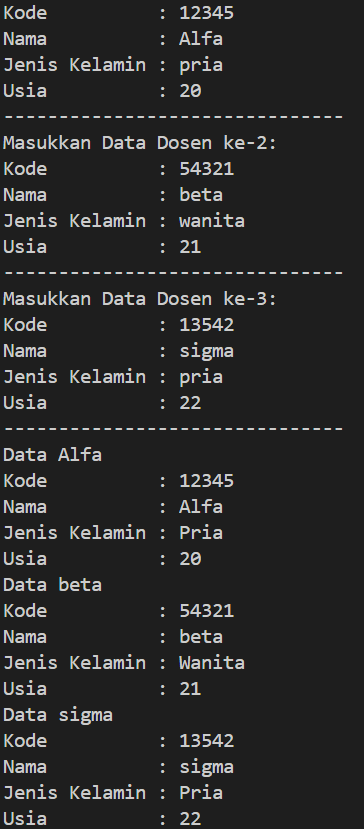 Kode          : 12345
Nama          : Alfa
Jenis Kelamin : pria
Usia          : 20
-------------------------------
Masukkan Data Dosen ke-2:
Kode          : 54321
Nama          : beta
Jenis Kelamin : wanita
Usia          : 21
-------------------------------
Masukkan Data Dosen ke-3:
Kode          : 13542
Nama          : sigma
Jenis Kelamin : pria
Usia          : 22
-------------------------------
Data Alfa
Kode          : 12345
Nama          : Alfa
Jenis Kelamin : Pria
Usia          : 20
Data beta
Kode          : 54321
Nama          : beta
Jenis Kelamin : Wanita
Usia          : 21
Data sigma
Kode          : 13542
Nama          : sigma
Jenis Kelamin : Pria
Usia          : 22